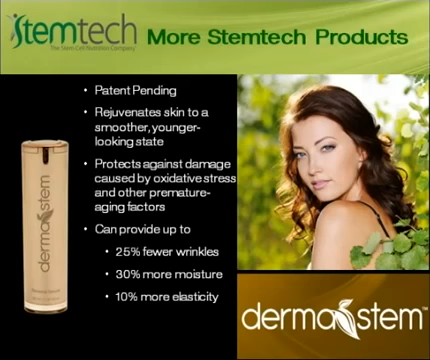 stemtech
The Stem Cell Nutrition Company
More Stemtech Products
• Patent Pending
• Rejuvenates skin to a
smoother, younger-
looking state
• Protects against damage
caused by oxidative stress
and other premature-
aging factors
• Can provide up to
• 25% fewer wrinkles
• 30% more moisture
• 10% more elasticity
dermastem
dermastem™